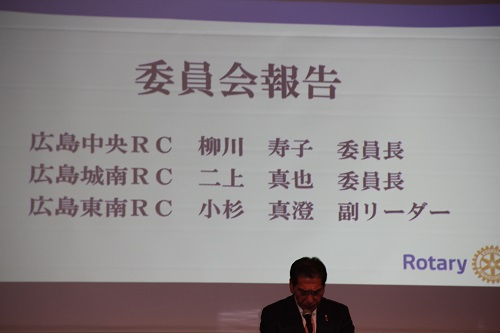 委員会報告
広島中央RC 柳川 寿子 委員長
広島城南RC 二上 真也 委員長
広島東南RC 小杉 真澄 副リーダー
Rotary